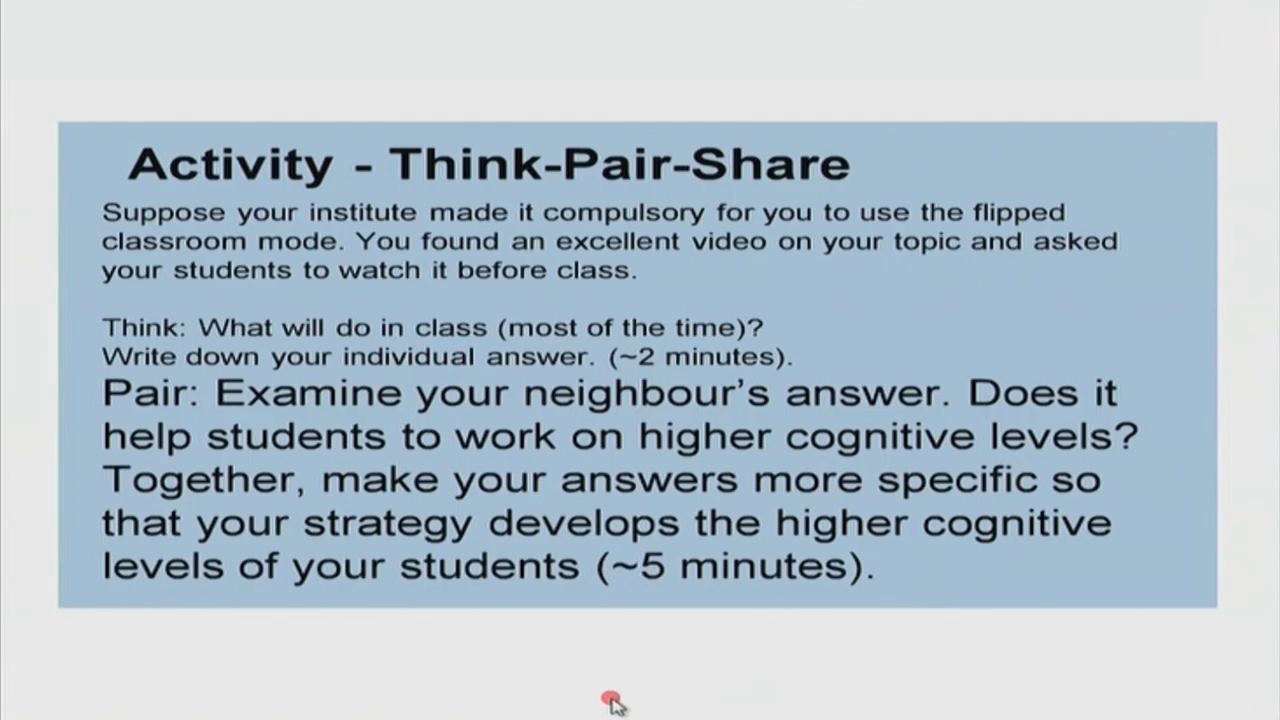 Activity - Think-Pair-Share
Suppose your institute made it compulsory for you to use the flipped
classroom mode. You found an excellent video on your topic and asked
your students to watch it before class.
Think: What will do in class (most of the time)?
Write down your individual answer. (~2 minutes).
Pair: Examine your neighbour's answer. Does it
help students to work on higher cognitive levels?
Together, make your answers more specific so
that your strategy develops the higher cognitive
levels of your students (~5 minutes).